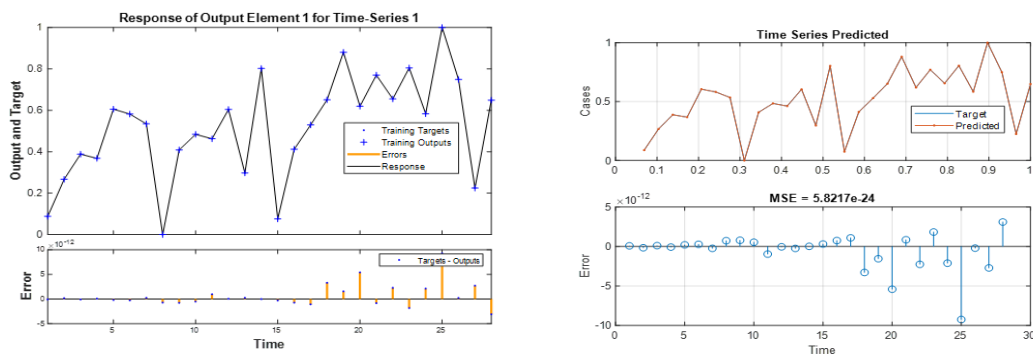 Response of Output Element 1 for Time-Series 1
Output and Target
1
0.8
0.6
0.4
0.2
0
Training Targets
Training Outputs
Errors
Response
×10^-12
Error
10
5
0
-5
Targets - Outputs
5 10 15 20 25
Time
Time Series Predicted
Cases
1
0.5
0
Target
Predicted
0 0.1 0.2 0.3 0.4 0.5 0.6 0.7 0.8 0.9 1
×10^-12
MSE = 5.8217e-24
Error
5
0
-5
-10
0 5 10 15 20 25 30
Time